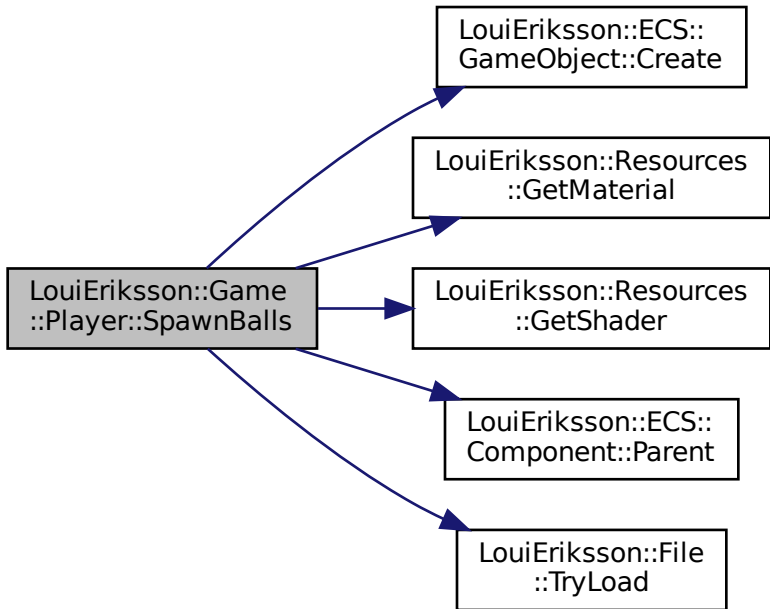 LouiEriksson::ECS::
GameObject::Create
LouiEriksson::Resources
::GetMaterial
LouiEriksson::Game
::Player::SpawnBalls
LouiEriksson::Resources
::GetShader
LouiEriksson::ECS::
Component::Parent
LouiEriksson::File
::TryLoad